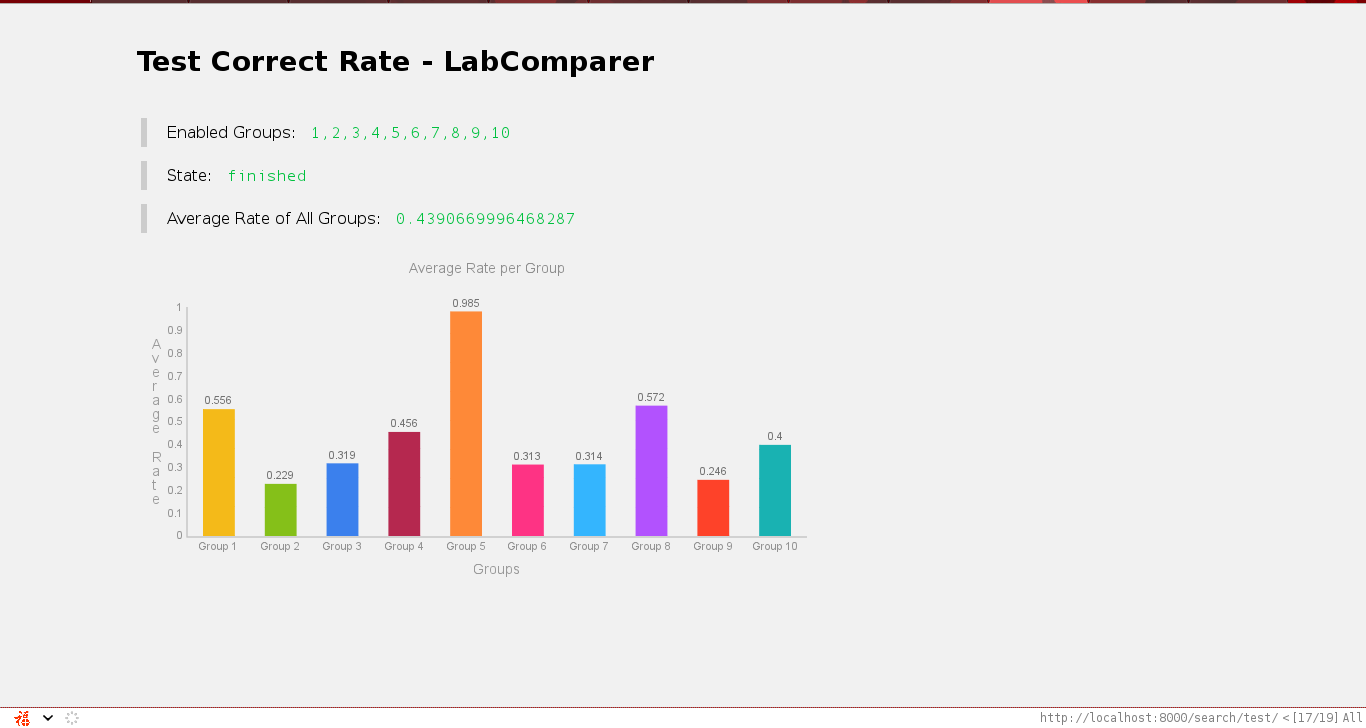 Test Correct Rate - LabComparer
Enabled Groups: 1,2,3,4,5,6,7,8,9,10
State: finished
Average Rate of All Groups: 0.4390669996468287
Average Rate per Group
Average Rate
1
0.9
0.8
0.7
0.6
0.5
0.4
0.3
0.2
0.1
0
0.556
0.229
0.319
0.456
0.985
0.313
0.314
0.572
0.246
0.4
Group 1
Group 2
Group 3
Group 4
Group 5
Group 6
Group 7
Group 8
Group 9
Group 10
Groups
福
http://localhost:8000/search/test/ <[17/19] All